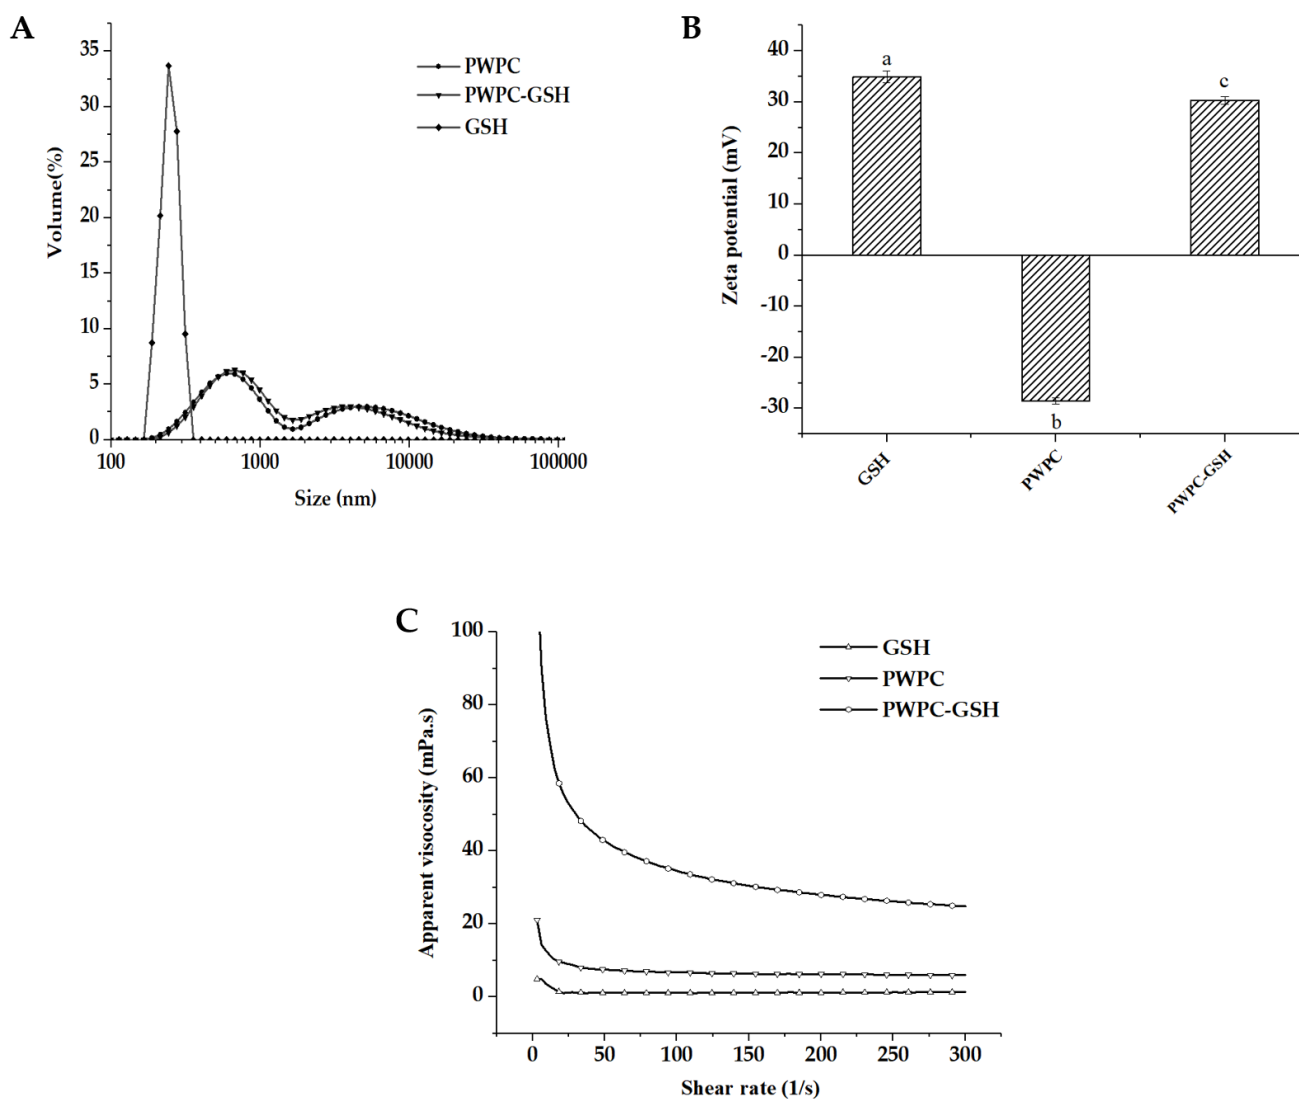 A
35
30
25
20
15
10
5
0
Volume(%)
PWPC
PWPC-GSH
GSH
100
1000
10000
100000
Size (nm)
B
40
30
20
10
0
-10
-20
-30
Zeta potential (mV)
a
b
c
GSH
PWPC
PWPC-GSH
C
100
80
60
40
20
0
Apparent visocosity (mPa.s)
GSH
PWPC
PWPC-GSH
0
50
100
150
200
250
300
Shear rate (1/s)